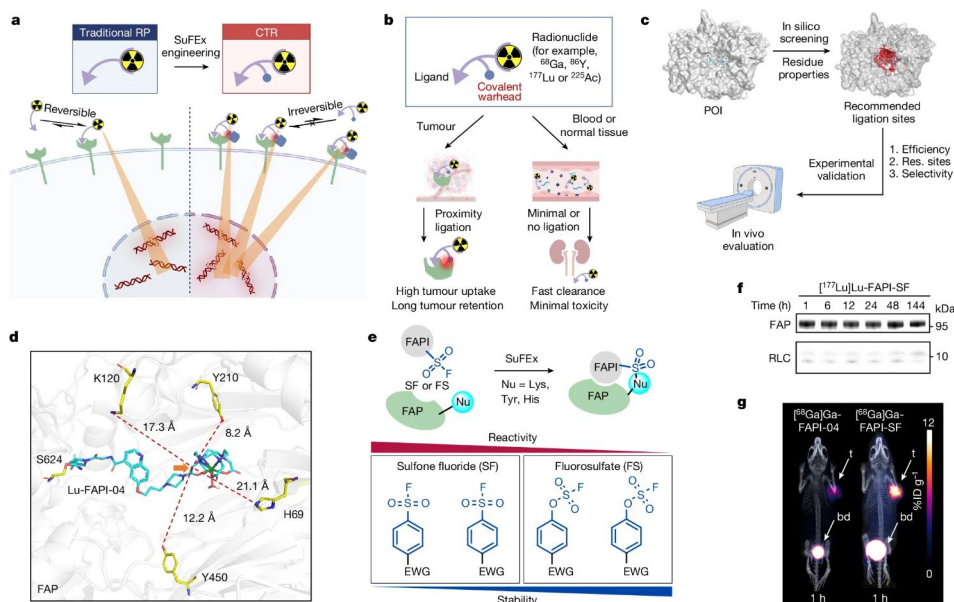 a
Traditional RP
SuFEx
engineering
CTR
Reversible
Irreversible
b
Ligand
Covalent
warhead
Radionuclide
(for example,
⁶⁸Ga, ⁸⁶Y,
¹⁷⁷Lu or ²²⁵Ac)
Tumour
Blood or
normal tissue
Proximity
ligation
Minimal or
no ligation
High tumour uptake
Long tumour retention
Fast clearance
Minimal toxicity
c
In silico
screening
Residue
properties
POI
Recommended
ligation sites
Experimental
validation
1. Efficiency
2. Res. sites
3. Selectivity
In vivo
evaluation
d
K120
Y210
17.3 Å
8.2 Å
S624
Lu-FAPI-04
21.1 Å
H69
12.2 Å
Y450
FAP
e
FAPI
O
S
O
F
SF or FS
Nu
FAP
SuFEx
Nu = Lys,
Tyr, His
FAPI
O
S
O
Nu
FAP
Reactivity
Sulfone fluoride (SF)
Fluorosulfate (FS)
F
O=S=O
EWG
F
O=S=O
EWG
O
S
F
O
O
EWG
O
S
F
O
O
EWG
Stability
f
[¹⁷⁷Lu]Lu-FAPI-SF
Time (h) 1 6 12 24 48 144 kDa
FAP 95
RLC 10
g
[⁶⁸Ga]Ga-
FAPI-04
[⁶⁸Ga]Ga-
FAPI-SF
12
t
t
%ID g⁻¹
bd
bd
0
1 h
1 h